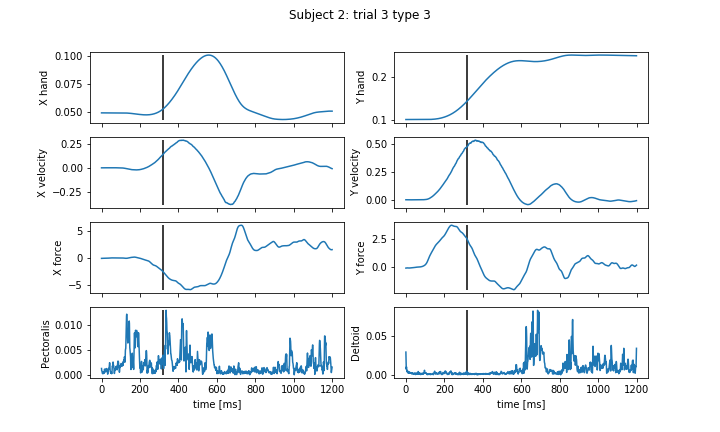 Subject 2: trial 3 type 3
X hand
0.100
0.075
0.050
Y hand
0.2
0.1
X velocity
0.25
0.00
−0.25
Y velocity
0.50
0.25
0.00
X force
5
0
−5
Y force
2.5
0.0
Pectoralis
0.010
0.005
0.000
0 200 400 600 800 1000 1200
time [ms]
Deltoid
0.05
0.00
0 200 400 600 800 1000 1200
time [ms]